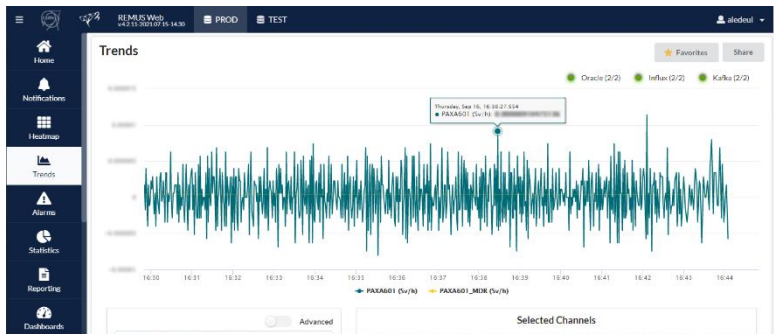 REMUS Web
v4.2.11-2021.07.15-14.30
PROD
TEST
aledeul
Home
Notifications
Heatmap
Trends
Alarms
Statistics
Reporting
Dashboards
Trends
Favorites
Share
Oracle (2/2)
Influx (2/2)
Kafka (2/2)
Thursday, Sep 16, 16:38:27.554
PAXA601 (Sv/h):
0
16:30 16:31 16:32 16:33 16:34 16:35 16:36 16:37 16:38 16:39 16:40 16:41 16:42 16:43 16:44
PAXA601 (Sv/h) PAXA601_MDR (Sv/h)
Advanced
Selected Channels